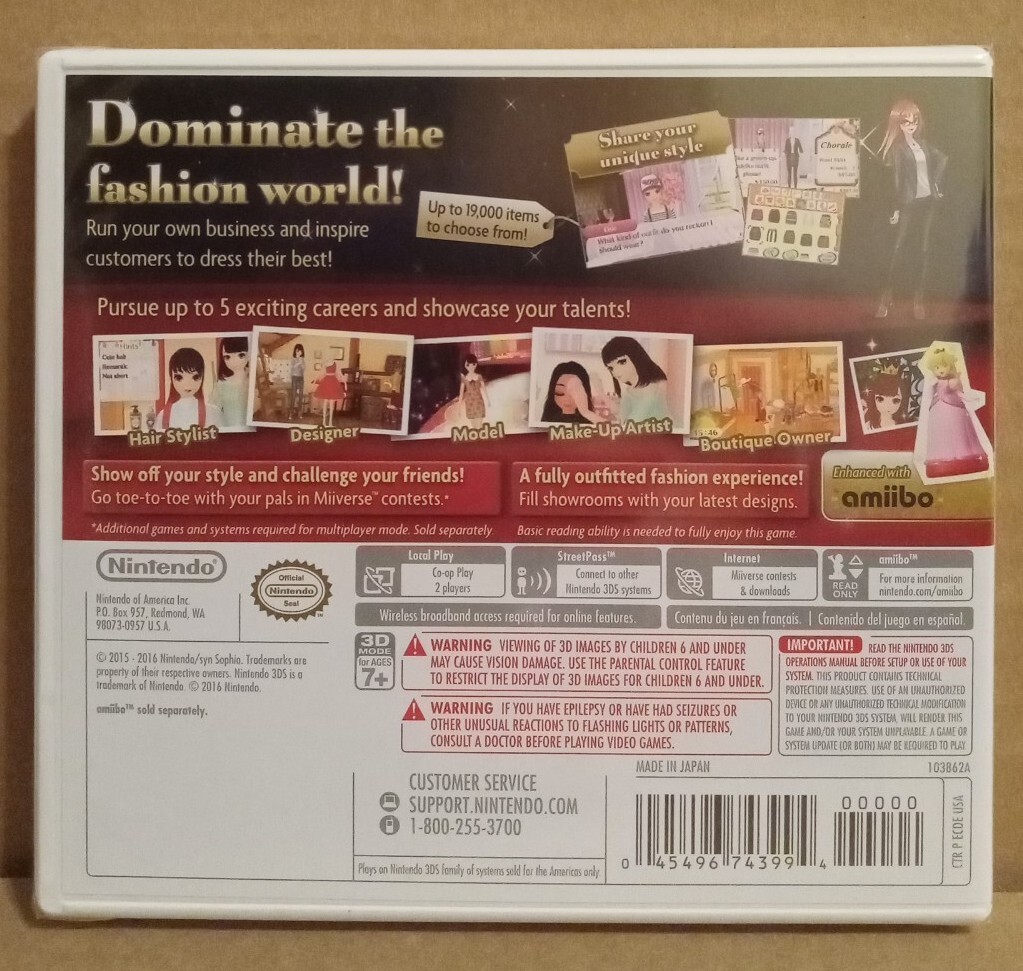 Dominate the
fashion world!
Run your own business and inspire
customers to dress their best!
Up to 19,000 items
to choose from!
Share your
unique style
What kind of outfit do you reckon I
should wear?
Chorale
Pursue up to 5 exciting careers and showcase your talents!
Cute hair
Romantic
Not short
Hair Stylist
Designer
Model
Make-Up Artist
Boutique Owner
Show off your style and challenge your friends!
Go toe-to-toe with your pals in Miiverse™ contests.*
A fully outfitted fashion experience!
Fill showrooms with your latest designs.
Enhanced with
amiibo
*Additional games and systems required for multiplayer mode. Sold separately.
Basic reading ability is needed to fully enjoy this game.
Nintendo®
Nintendo of America Inc.
P.O. Box 957, Redmond, WA
98073-0957 U.S.A.
Official
Nintendo
Seal
Local Play
Co-op Play
2 players
StreetPass™
Connect to other
Nintendo 3DS systems
Internet
Miiverse contests
& downloads
READ
ONLY
amiibo™
For more information
nintendo.com/amiibo
Wireless broadband access required for online features.
Contenu du jeu en français. | Contenido del juego en español.
© 2015 - 2016 Nintendo/syn Sophia. Trademarks are
property of their respective owners. Nintendo 3DS is a
trademark of Nintendo. © 2016 Nintendo.
amiibo™ sold separately.
3D
MODE
for AGES
7+
WARNING VIEWING OF 3D IMAGES BY CHILDREN 6 AND UNDER
MAY CAUSE VISION DAMAGE. USE THE PARENTAL CONTROL FEATURE
TO RESTRICT THE DISPLAY OF 3D IMAGES FOR CHILDREN 6 AND UNDER.
WARNING IF YOU HAVE EPILEPSY OR HAVE HAD SEIZURES OR
OTHER UNUSUAL REACTIONS TO FLASHING LIGHTS OR PATTERNS,
CONSULT A DOCTOR BEFORE PLAYING VIDEO GAMES.
IMPORTANT! READ THE NINTENDO 3DS
OPERATIONS MANUAL BEFORE SETUP OR USE OF YOUR
SYSTEM. THIS PRODUCT CONTAINS TECHNICAL
PROTECTION MEASURES. USE OF AN UNAUTHORIZED
DEVICE OR ANY UNAUTHORIZED TECHNICAL MODIFICATION
TO YOUR NINTENDO 3DS SYSTEM, WILL RENDER THIS
GAME AND/OR YOUR SYSTEM UNPLAYABLE. A GAME OR
SYSTEM UPDATE (OR BOTH) MAY BE REQUIRED TO PLAY.
CUSTOMER SERVICE
SUPPORT.NINTENDO.COM
1-800-255-3700
Plays on Nintendo 3DS family of systems sold for the Americas only
MADE IN JAPAN
103862A
00000
0 45496 74399 4
CTR P ECDE USA